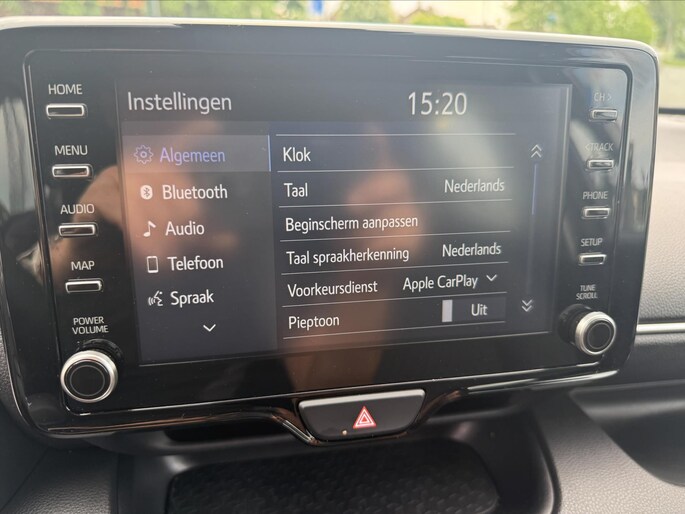 HOME
MENU
AUDIO
MAP
POWER
VOLUME
Instellingen
15:20
Algemeen
Bluetooth
Audio
Telefoon
Spraak
Klok
Taal Nederlands
Beginscherm aanpassen
Taal spraakherkenning Nederlands
Voorkeursdienst Apple CarPlay
Pieptoon Uit
CH >
<TRACK
PHONE
SETUP
TUNE
SCROLL